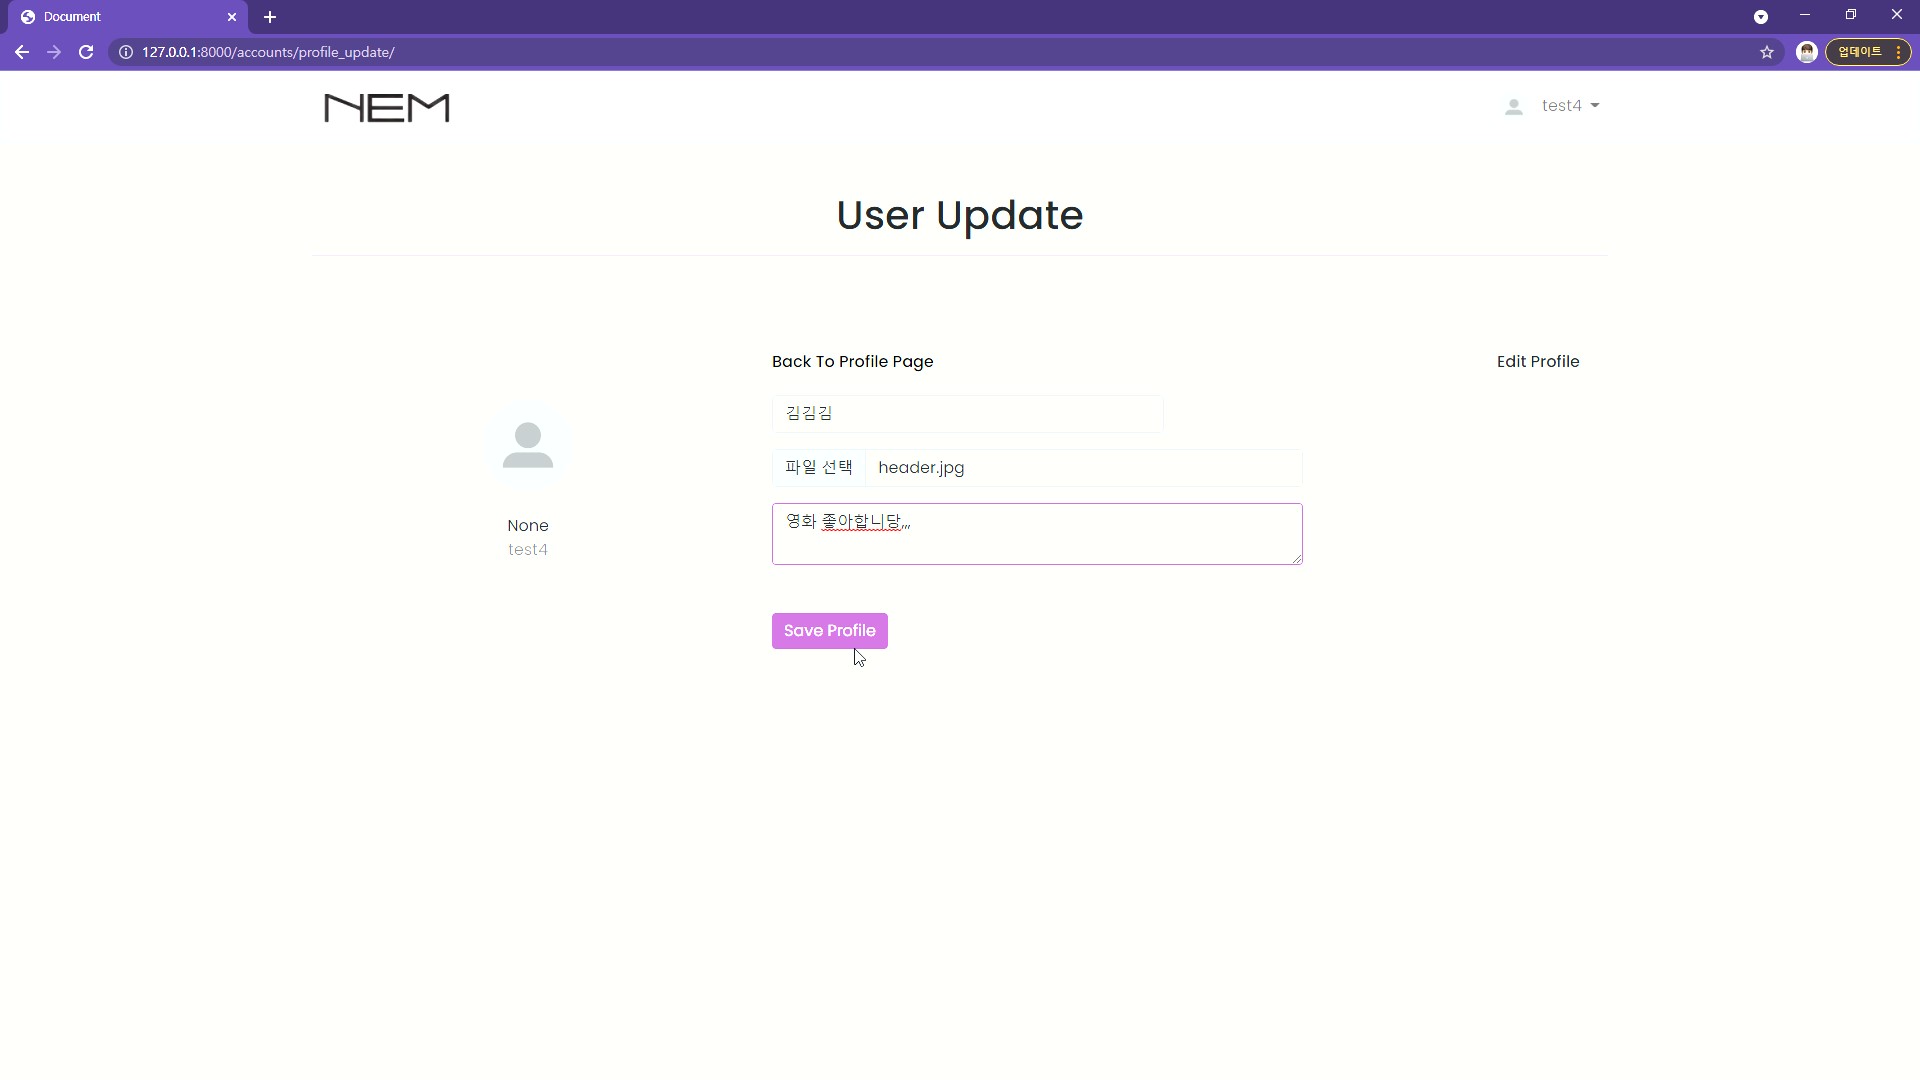 Document
127.0.0.1:8000/accounts/profile_update/
업데이트
NEM
test4
User Update
Back To Profile Page
Edit Profile
김김김
파일 선택 header.jpg
영화 좋아합니당,,,
None
test4
Save Profile